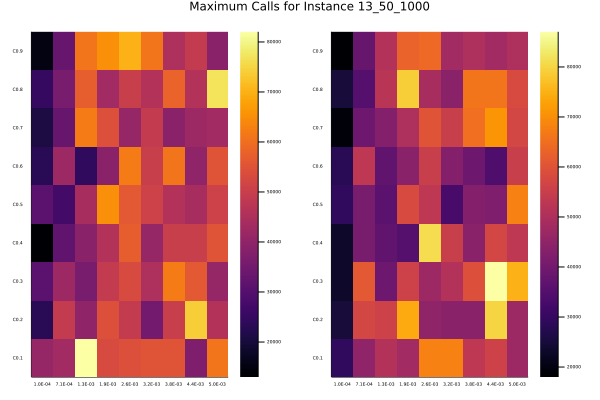 Maximum Calls for Instance 13_50_1000
C0.9
C0.8
C0.7
C0.6
C0.5
C0.4
C0.3
C0.2
C0.1
1.0E-04 7.1E-04 1.3E-03 1.9E-03 2.6E-03 3.2E-03 3.8E-03 4.4E-03 5.0E-03
80000
70000
60000
50000
40000
30000
20000
C0.9
C0.8
C0.7
C0.6
C0.5
C0.4
C0.3
C0.2
C0.1
1.0E-04 7.1E-04 1.3E-03 1.9E-03 2.6E-03 3.2E-03 3.8E-03 4.4E-03 5.0E-03
80000
70000
60000
50000
40000
30000
20000